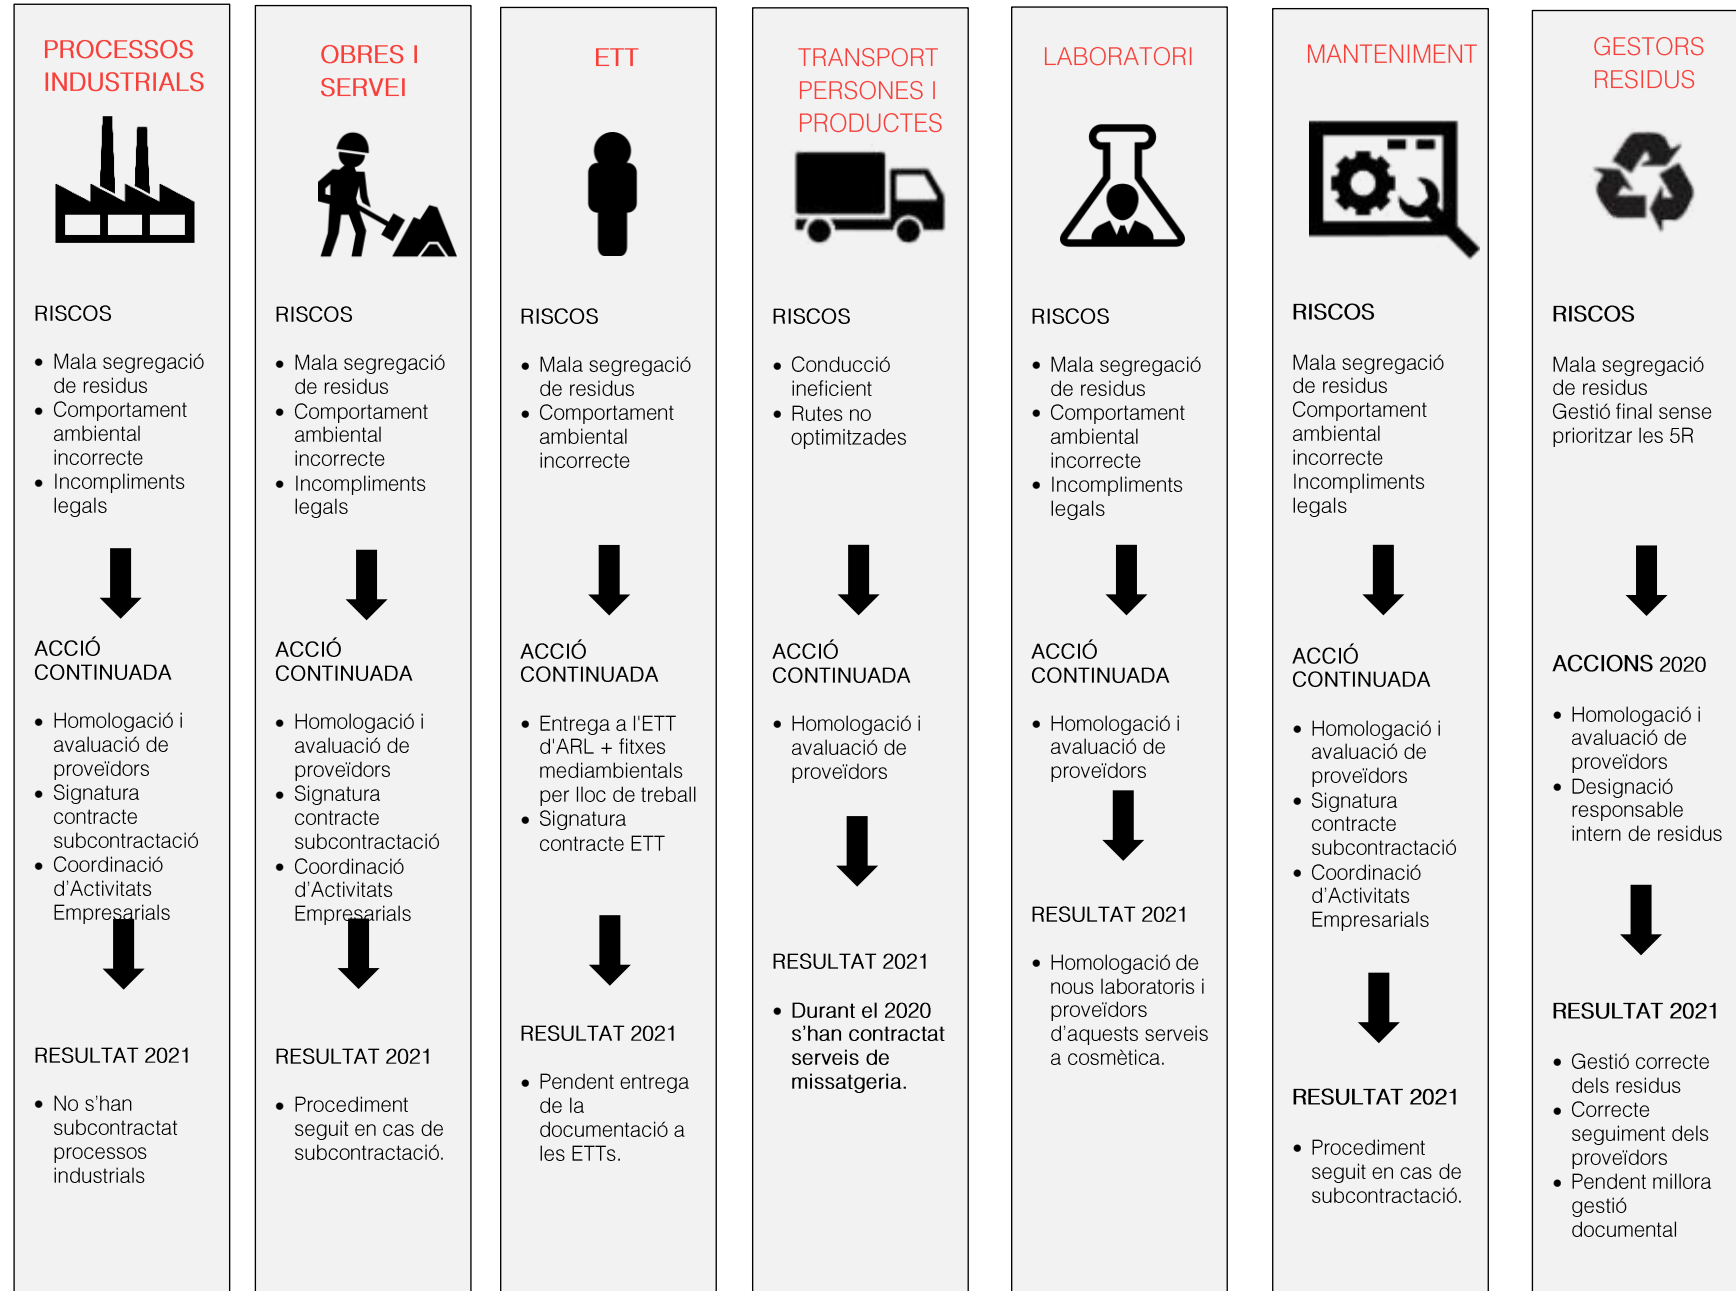 PROCESSOS
INDUSTRIALS
RISCOS
• Mala segregació
de residus
• Comportament
ambiental
incorrecte
• Incompliments
legals
ACCIÓ
CONTINUADA
• Homologació i
avaluació de
proveïdors
• Signatura
contracte
subcontractació
• Coordinació
d'Activitats
Empresarials
RESULTAT 2021
• No s'han
subcontractat
processos
industrials
OBRES I
SERVEI
RISCOS
• Mala segregació
de residus
• Comportament
ambiental
incorrecte
• Incompliments
legals
ACCIÓ
CONTINUADA
• Homologació i
avaluació de
proveïdors
• Signatura
contracte
subcontractació
• Coordinació
d'Activitats
Empresarials
RESULTAT 2021
• Procediment
seguit en cas de
subcontractació.
ETT
RISCOS
• Mala segregació
de residus
• Comportament
ambiental
incorrecte
ACCIÓ
CONTINUADA
• Entrega a l'ETT
d'ARL + fitxes
mediambientals
per lloc de treball
• Signatura
contracte ETT
RESULTAT 2021
• Pendent entrega
de la
documentació a
les ETTs.
TRANSPORT
PERSONES I
PRODUCTES
RISCOS
• Conducció
ineficient
• Rutes no
optimitzades
ACCIÓ
CONTINUADA
• Homologació i
avaluació de
proveïdors
RESULTAT 2021
• Durant el 2020
s'han contractat
serveis de
missatgeria.
LABORATORI
RISCOS
• Mala segregació
de residus
• Comportament
ambiental
incorrecte
• Incompliments
legals
ACCIÓ
CONTINUADA
• Homologació i
avaluació de
proveïdors
RESULTAT 2021
• Homologació de
nous laboratoris i
proveïdors
d'aquests serveis
a cosmètica.
MANTENIMENT
RISCOS
Mala segregació
de residus
Comportament
ambiental
incorrecte
Incompliments
legals
ACCIÓ
CONTINUADA
• Homologació i
avaluació de
proveïdors
• Signatura
contracte
subcontractació
• Coordinació
d'Activitats
Empresarials
RESULTAT 2021
• Procediment
seguit en cas de
subcontractació.
GESTORS
RESIDUS
RISCOS
Mala segregació
de residus
Gestió final sense
prioritzar les 5R
ACCIONS 2020
• Homologació i
avaluació de
proveïdors
• Designació
responsable
intern de residus
RESULTAT 2021
• Gestió correcte
dels residus
• Correcte
seguiment dels
proveïdors
• Pendent millora
gestió
documental